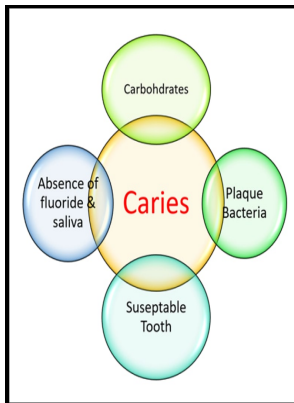 Carbohdrates
Absence of
fluoride &
saliva
Caries
Plaque
Bacteria
Suseptable
Tooth